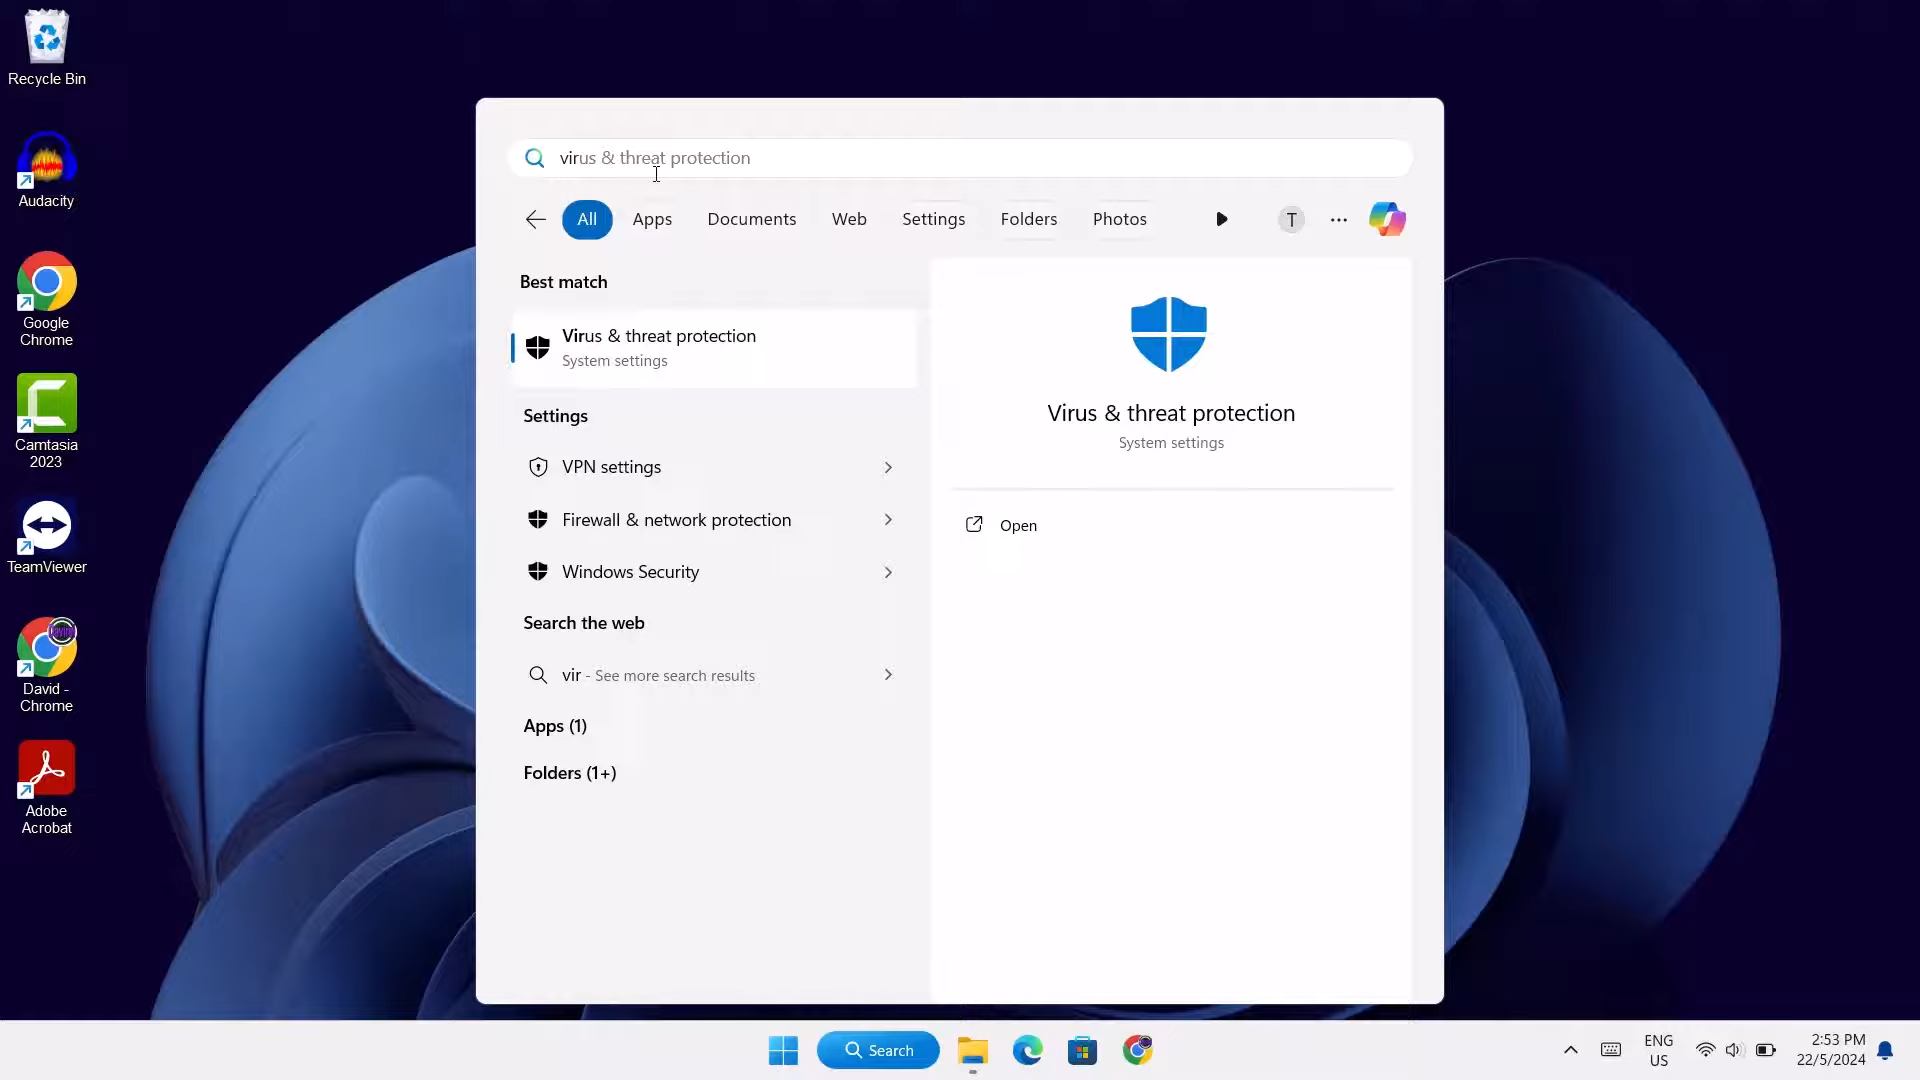 Recycle Bin
Audacity
Google
Chrome
Camtasia
2023
TeamViewer
David -
Chrome
Adobe
Acrobat
virus & threat protection
All
Apps
Documents
Web
Settings
Folders
Photos
T
Best match
Virus & threat protection
System settings
Settings
VPN settings
Firewall & network protection
Windows Security
Search the web
vir - See more search results
Apps (1)
Folders (1+)
Virus & threat protection
System settings
Open
Search
ENG
US
2:53 PM
22/5/2024